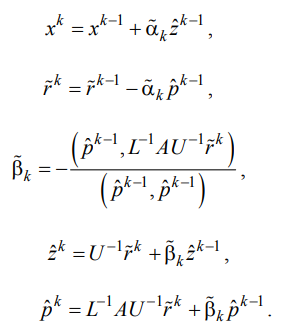 x^k = x^{k-1} + α̃_k ẑ^{k-1},
r̃^k = r̃^{k-1} − α̃_k p̂^{k-1},
β̃_k = − (p̂^{k-1}, L^{-1}AU^{-1}r̃^k) / (p̂^{k-1}, p̂^{k-1}),
ẑ^k = U^{-1}r̃^k + β̃_k ẑ^{k-1},
p̂^k = L^{-1}AU^{-1}r̃^k + β̃_k p̂^{k-1}.